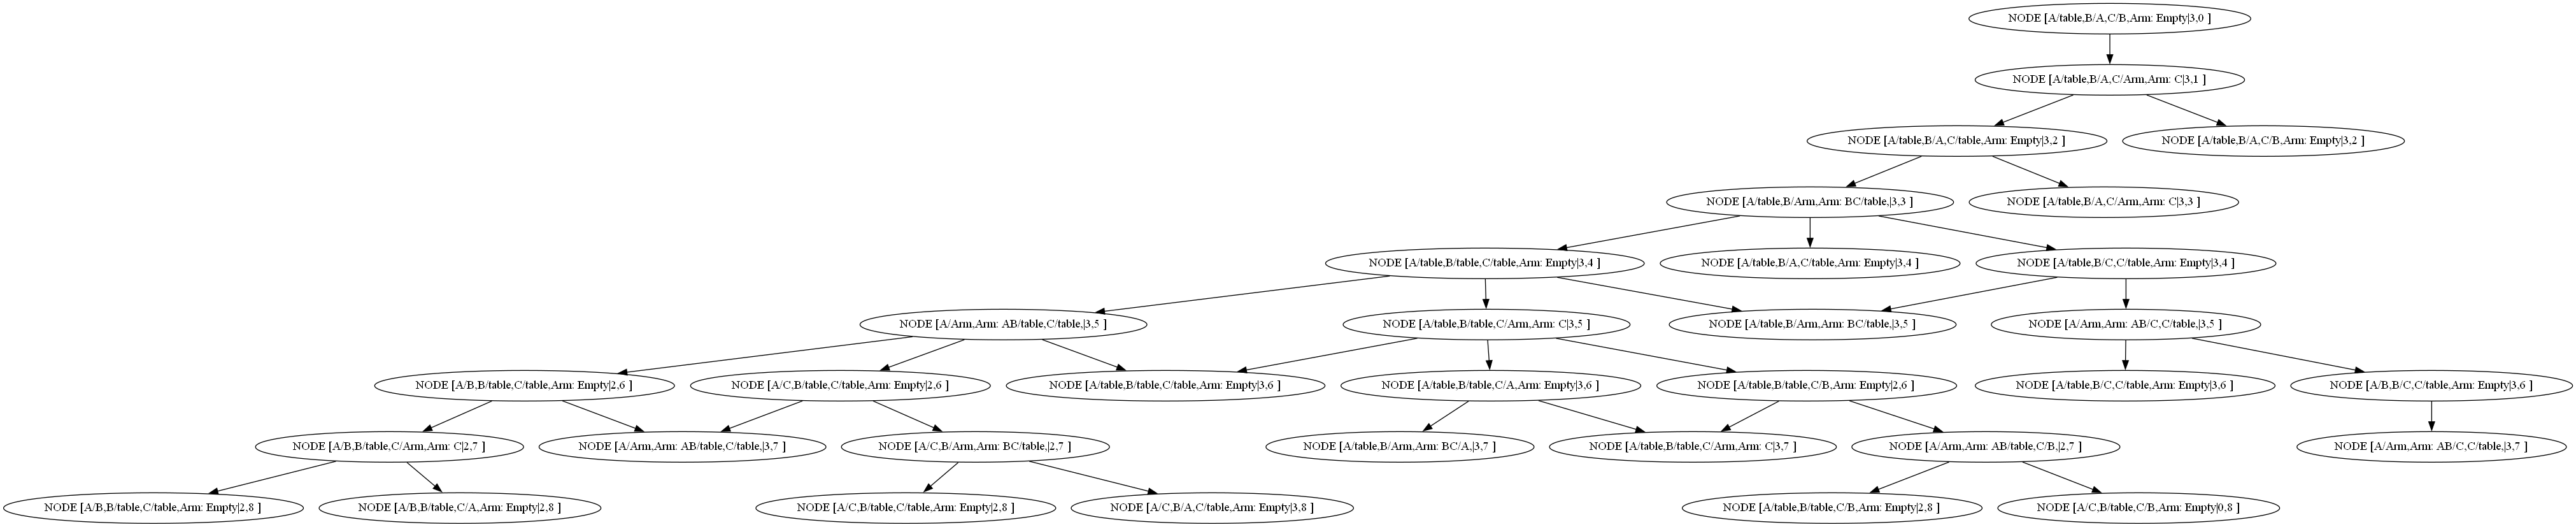 NODE [A/table,B/A,C/B,Arm: Empty|3,0 ]
NODE [A/table,B/A,C/Arm,Arm: C|3,1 ]
NODE [A/table,B/A,C/table,Arm: Empty|3,2 ]
NODE [A/table,B/A,C/B,Arm: Empty|3,2 ]
NODE [A/table,B/Arm,Arm: BC/table,|3,3 ]
NODE [A/table,B/A,C/Arm,Arm: C|3,3 ]
NODE [A/table,B/table,C/table,Arm: Empty|3,4 ]
NODE [A/table,B/A,C/table,Arm: Empty|3,4 ]
NODE [A/table,B/C,C/table,Arm: Empty|3,4 ]
NODE [A/Arm,Arm: AB/table,C/table,|3,5 ]
NODE [A/table,B/table,C/Arm,Arm: C|3,5 ]
NODE [A/table,B/Arm,Arm: BC/table,|3,5 ]
NODE [A/Arm,Arm: AB/C,C/table,|3,5 ]
NODE [A/B,B/table,C/table,Arm: Empty|2,6 ]
NODE [A/C,B/table,C/table,Arm: Empty|2,6 ]
NODE [A/table,B/table,C/table,Arm: Empty|3,6 ]
NODE [A/table,B/table,C/A,Arm: Empty|3,6 ]
NODE [A/table,B/table,C/B,Arm: Empty|2,6 ]
NODE [A/table,B/C,C/table,Arm: Empty|3,6 ]
NODE [A/B,B/C,C/table,Arm: Empty|3,6 ]
NODE [A/B,B/table,C/Arm,Arm: C|2,7 ]
NODE [A/Arm,Arm: AB/table,C/table,|3,7 ]
NODE [A/C,B/Arm,Arm: BC/table,|2,7 ]
NODE [A/table,B/Arm,Arm: BC/A,|3,7 ]
NODE [A/table,B/table,C/Arm,Arm: C|3,7 ]
NODE [A/Arm,Arm: AB/table,C/B,|2,7 ]
NODE [A/Arm,Arm: AB/C,C/table,|3,7 ]
NODE [A/B,B/table,C/table,Arm: Empty|2,8 ]
NODE [A/B,B/table,C/A,Arm: Empty|2,8 ]
NODE [A/C,B/table,C/table,Arm: Empty|2,8 ]
NODE [A/C,B/A,C/table,Arm: Empty|3,8 ]
NODE [A/table,B/table,C/B,Arm: Empty|2,8 ]
NODE [A/C,B/table,C/B,Arm: Empty|0,8 ]